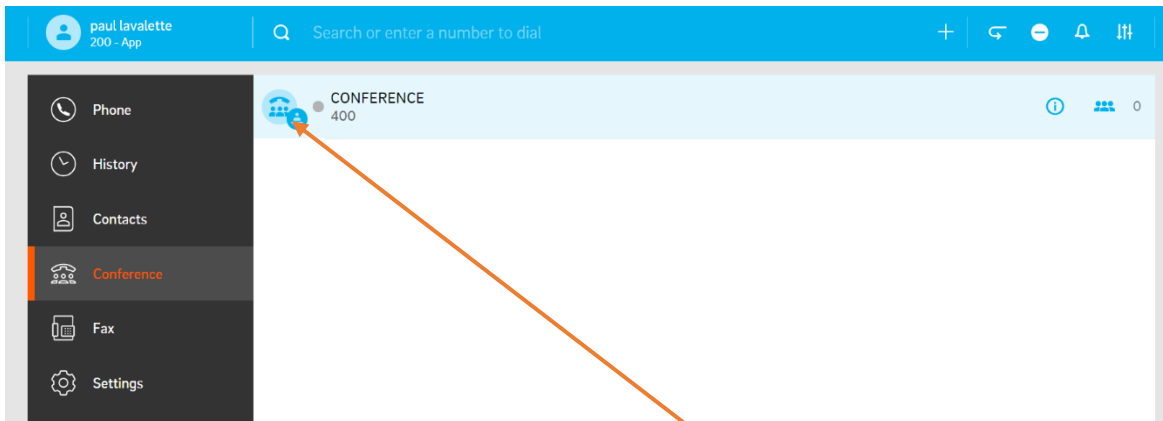 paul lavalette
200 - App
Search or enter a number to dial
Phone
History
Contacts
Conference
Fax
Settings
CONFERENCE
400
0